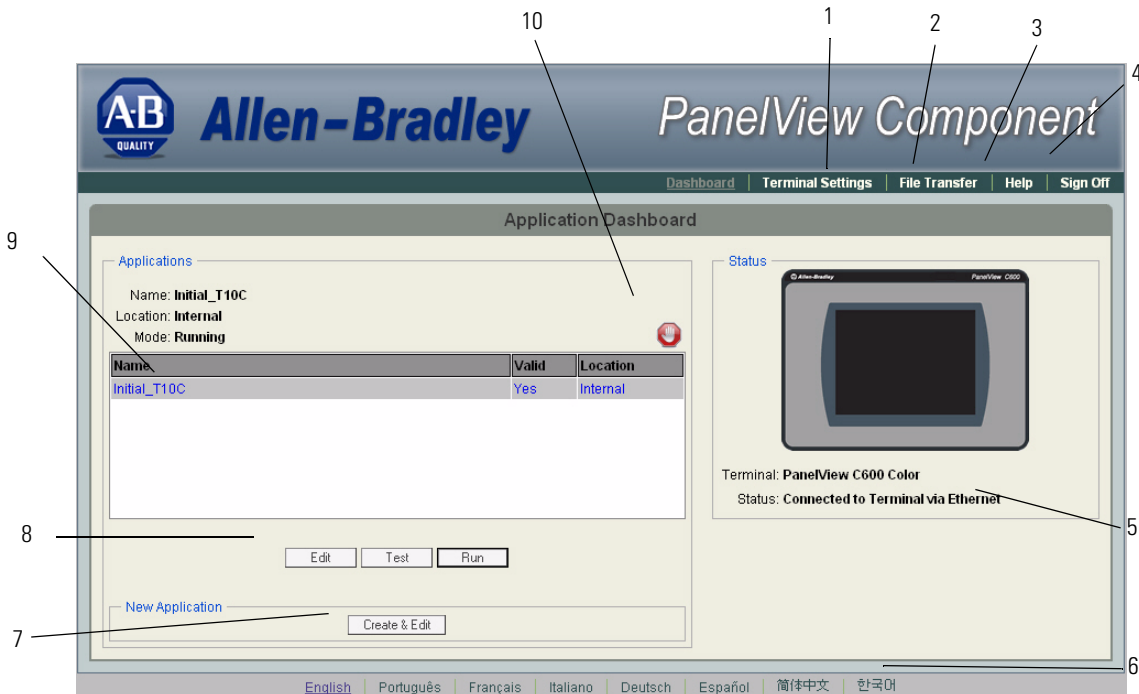 10
1
2
3
4
A-B
QUALITY
Allen-Bradley
PanelView Component
Dashboard | Terminal Settings | File Transfer | Help | Sign Off
Application Dashboard
9
Applications
Name: Initial_T10C
Location: Internal
Mode: Running
Name Valid Location
Initial_T10C Yes Internal
8
Edit Test Run
New Application
7
Create & Edit
Status
Allen-Bradley PanelView C600
Terminal: PanelView C600 Color
Status: Connected to Terminal via Ethernet
5
6
English | Português | Français | Italiano | Deutsch | Español | 简体中文 | 한국어